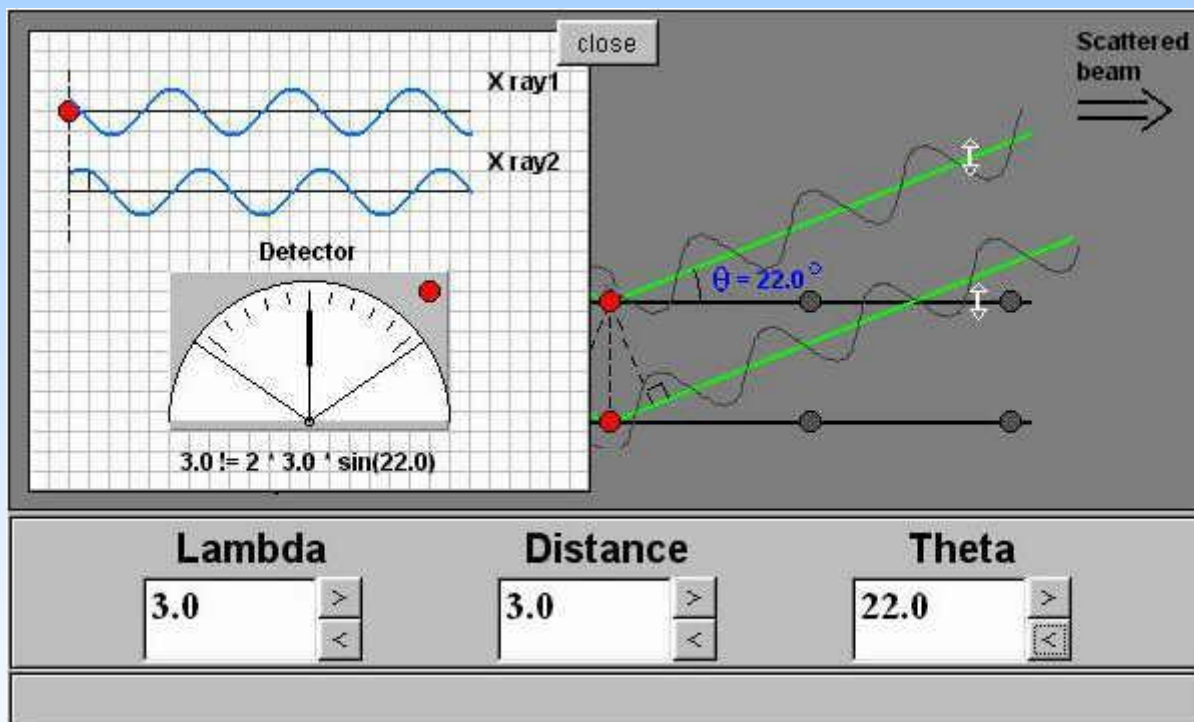 close
Scattered
beam
X ray1
X ray2
Detector
θ = 22.0°
3.0 != 2 * 3.0 * sin(22.0)
Lambda
Distance
Theta
3.0
>
<
3.0
>
<
22.0
>
<